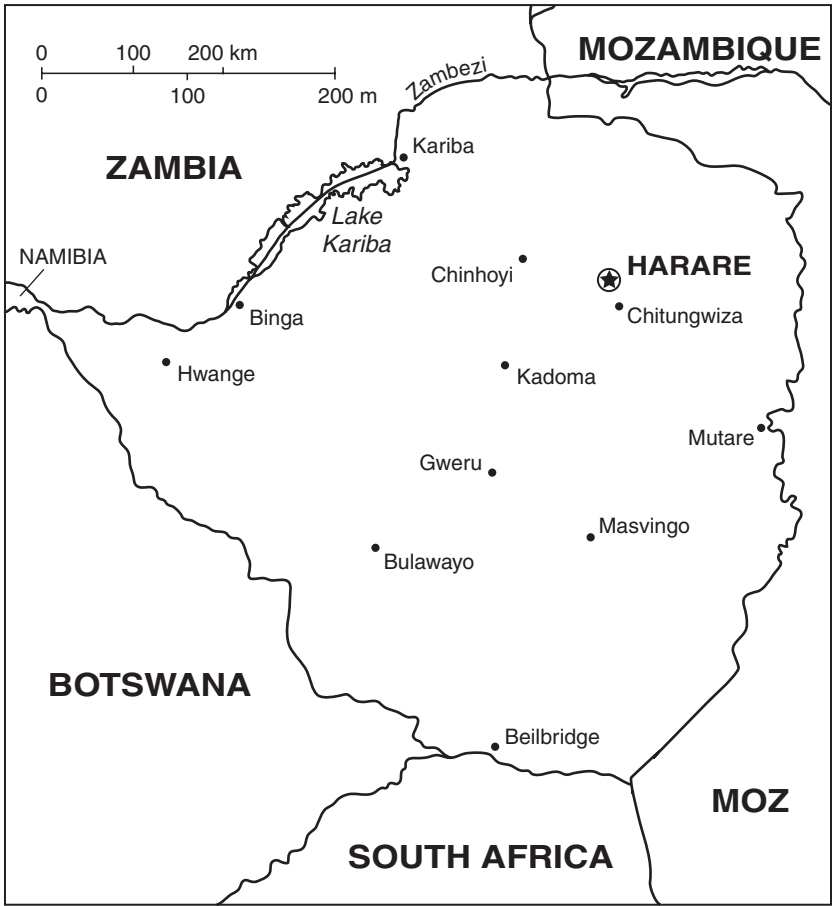 0 100 200 km
0 100 200 m
MOZAMBIQUE
Zambezi
ZAMBIA
Kariba
Lake
Kariba
NAMIBIA
Chinhoyi
HARARE
Chitungwiza
Binga
Hwange
Kadoma
Mutare
Gweru
Masvingo
Bulawayo
BOTSWANA
Beilbridge
MOZ
SOUTH AFRICA